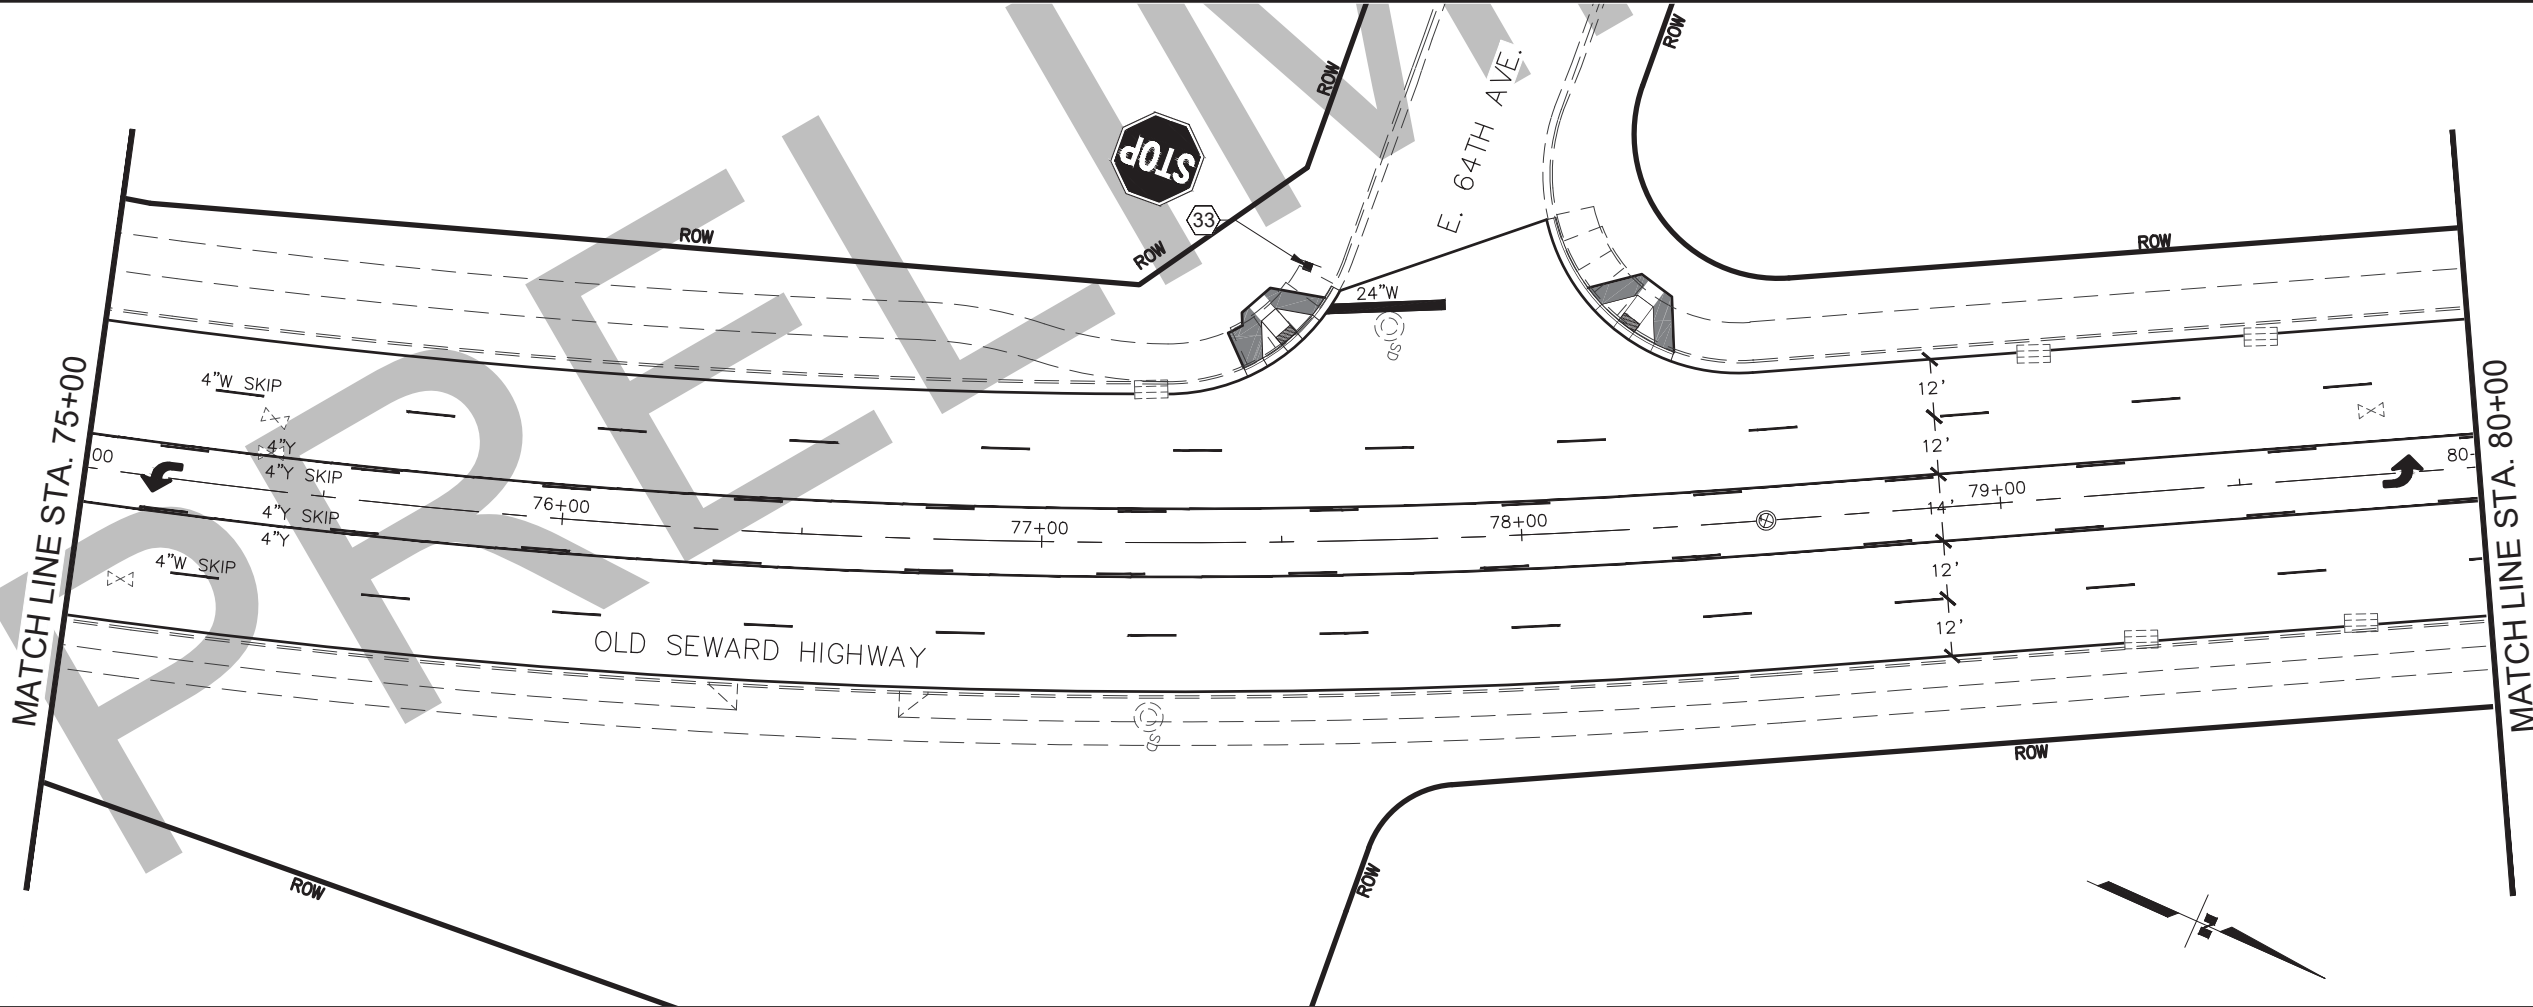 PRELIM
ROW
ROW
E. 64TH AVE.
STOP
33
ROW
ROW
ROW
24"W
SD
MATCH LINE STA. 75+00
MATCH LINE STA. 80+00
4"W SKIP
12'
12'
14'
12'
12'
4"Y
4"Y SKIP
00
80-
76+00
77+00
78+00
79+00
4"Y SKIP
4"Y
4"W SKIP
OLD SEWARD HIGHWAY
SD
ROW
ROW
ROW
N